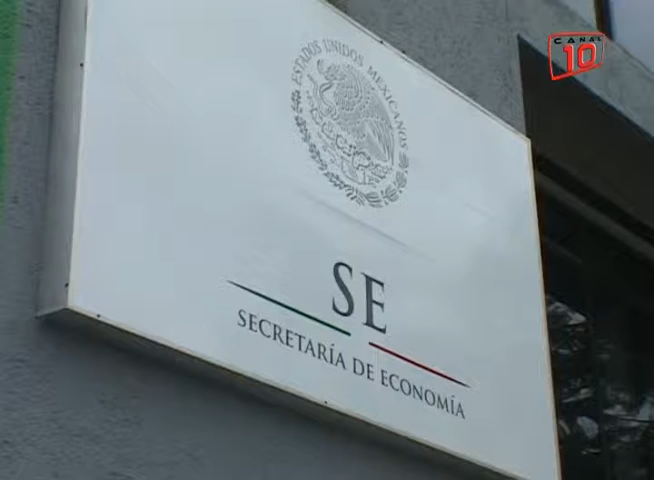 CANAL
10
ESTADOS UNIDOS MEXICANOS
SE
SECRETARÍA DE ECONOMÍA